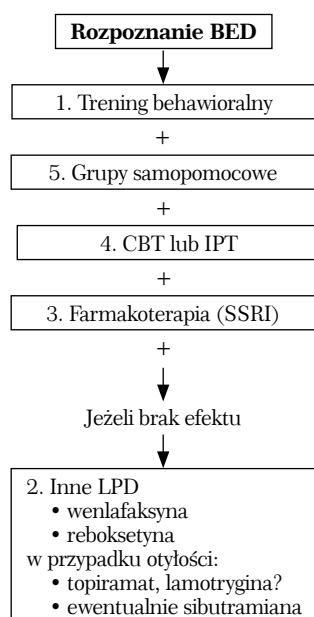 Rozpoznanie BED
1. Trening behawioralny
+
5. Grupy samopomocowe
+
4. CBT lub IPT
+
3. Farmakoterapia (SSRI)
+
Jeżeli brak efektu
2. Inne LPD
• wenlafaksyna
• reboksetyna
w przypadku otyłości:
• topiramat, lamotrygina?
• ewentualnie sibutramiana